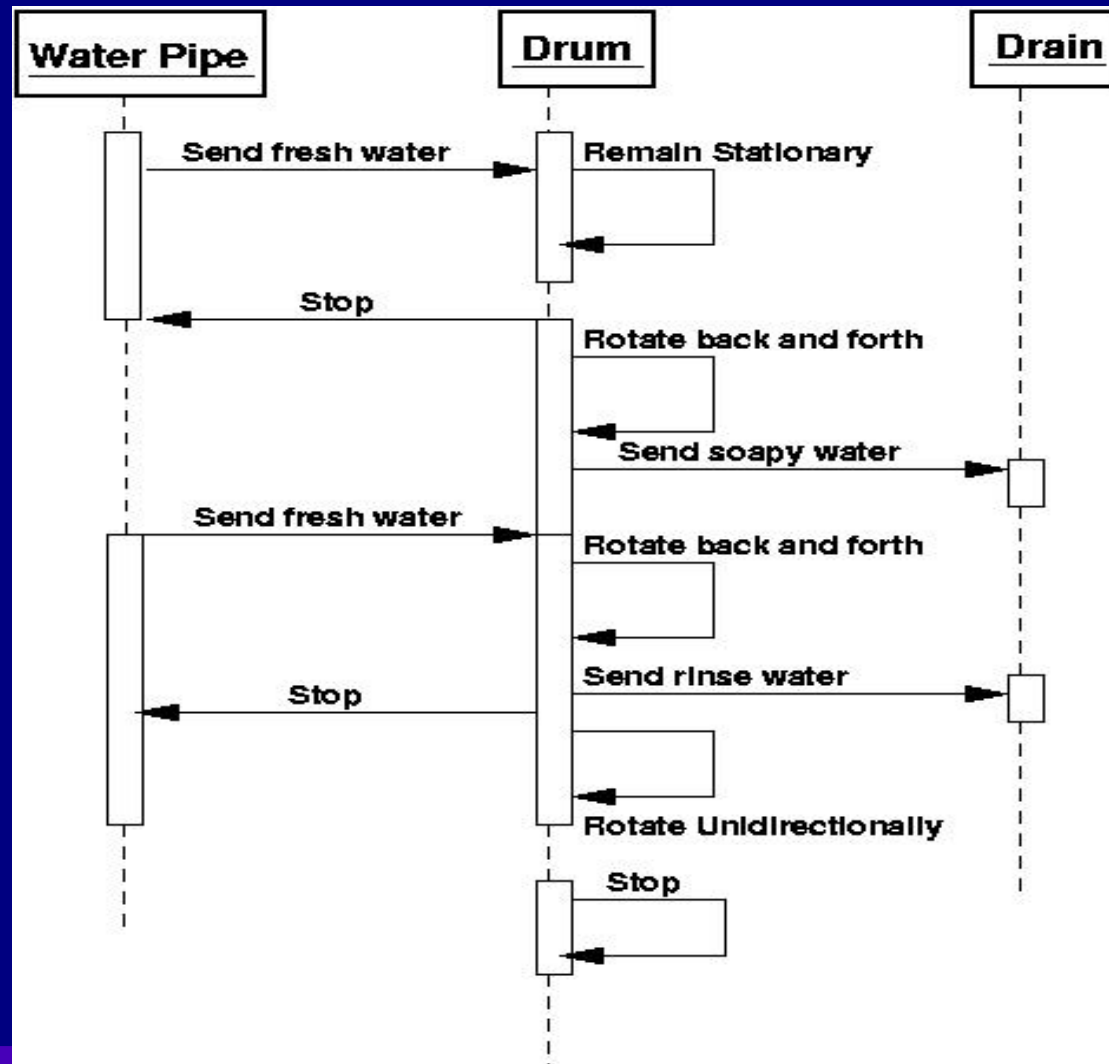 Water Pipe
Drum
Drain
Send fresh water
Remain Stationary
Stop
Rotate back and forth
Send soapy water
Send fresh water
Rotate back and forth
Send rinse water
Stop
Rotate Unidirectionally
Stop